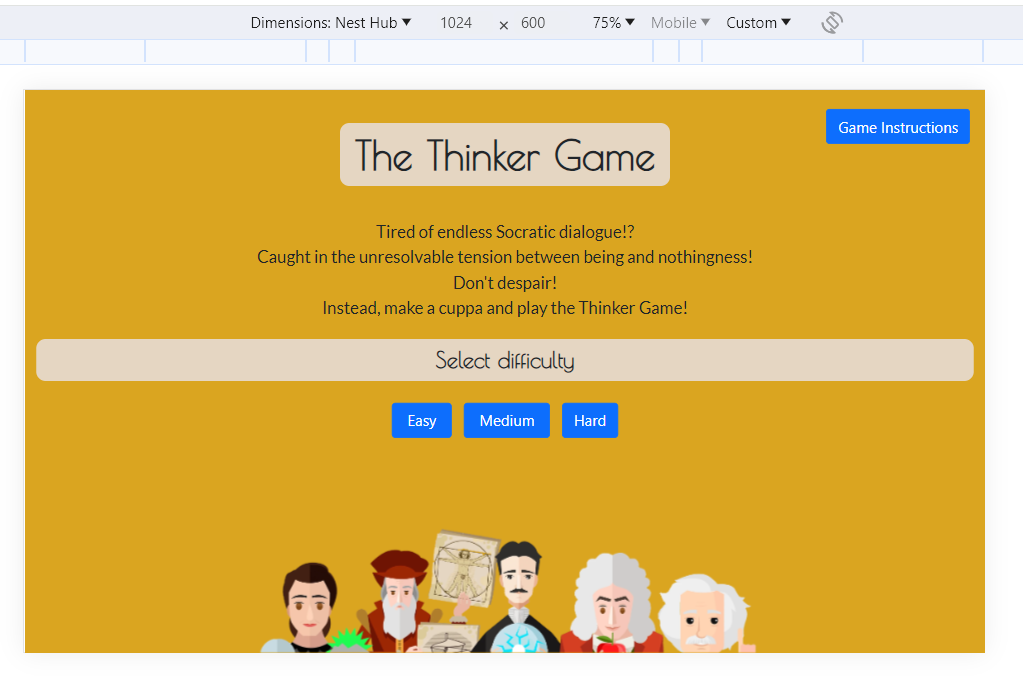 Dimensions: Nest Hub ▼ 1024 × 600 75% ▼ Mobile ▼ Custom ▼
Game Instructions
The Thinker Game
Tired of endless Socratic dialogue!?
Caught in the unresolvable tension between being and nothingness!
Don't despair!
Instead, make a cuppa and play the Thinker Game!
Select difficulty
Easy Medium Hard